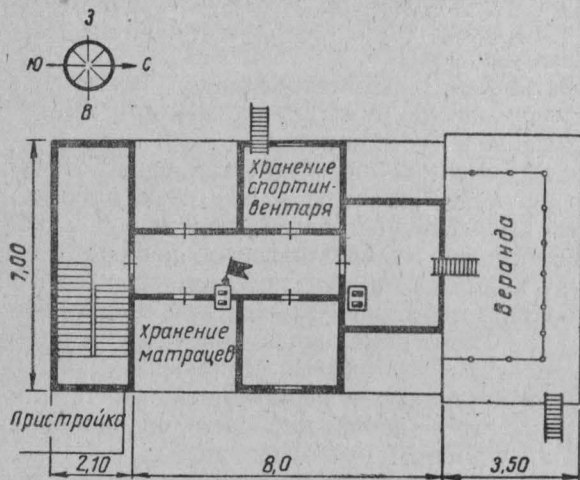 З
Ю
С
В
Хранение
спортин-
вентаря
7,00
Веранда
Хранение
матрацев
Пристройка
2,10
8,0
3,50